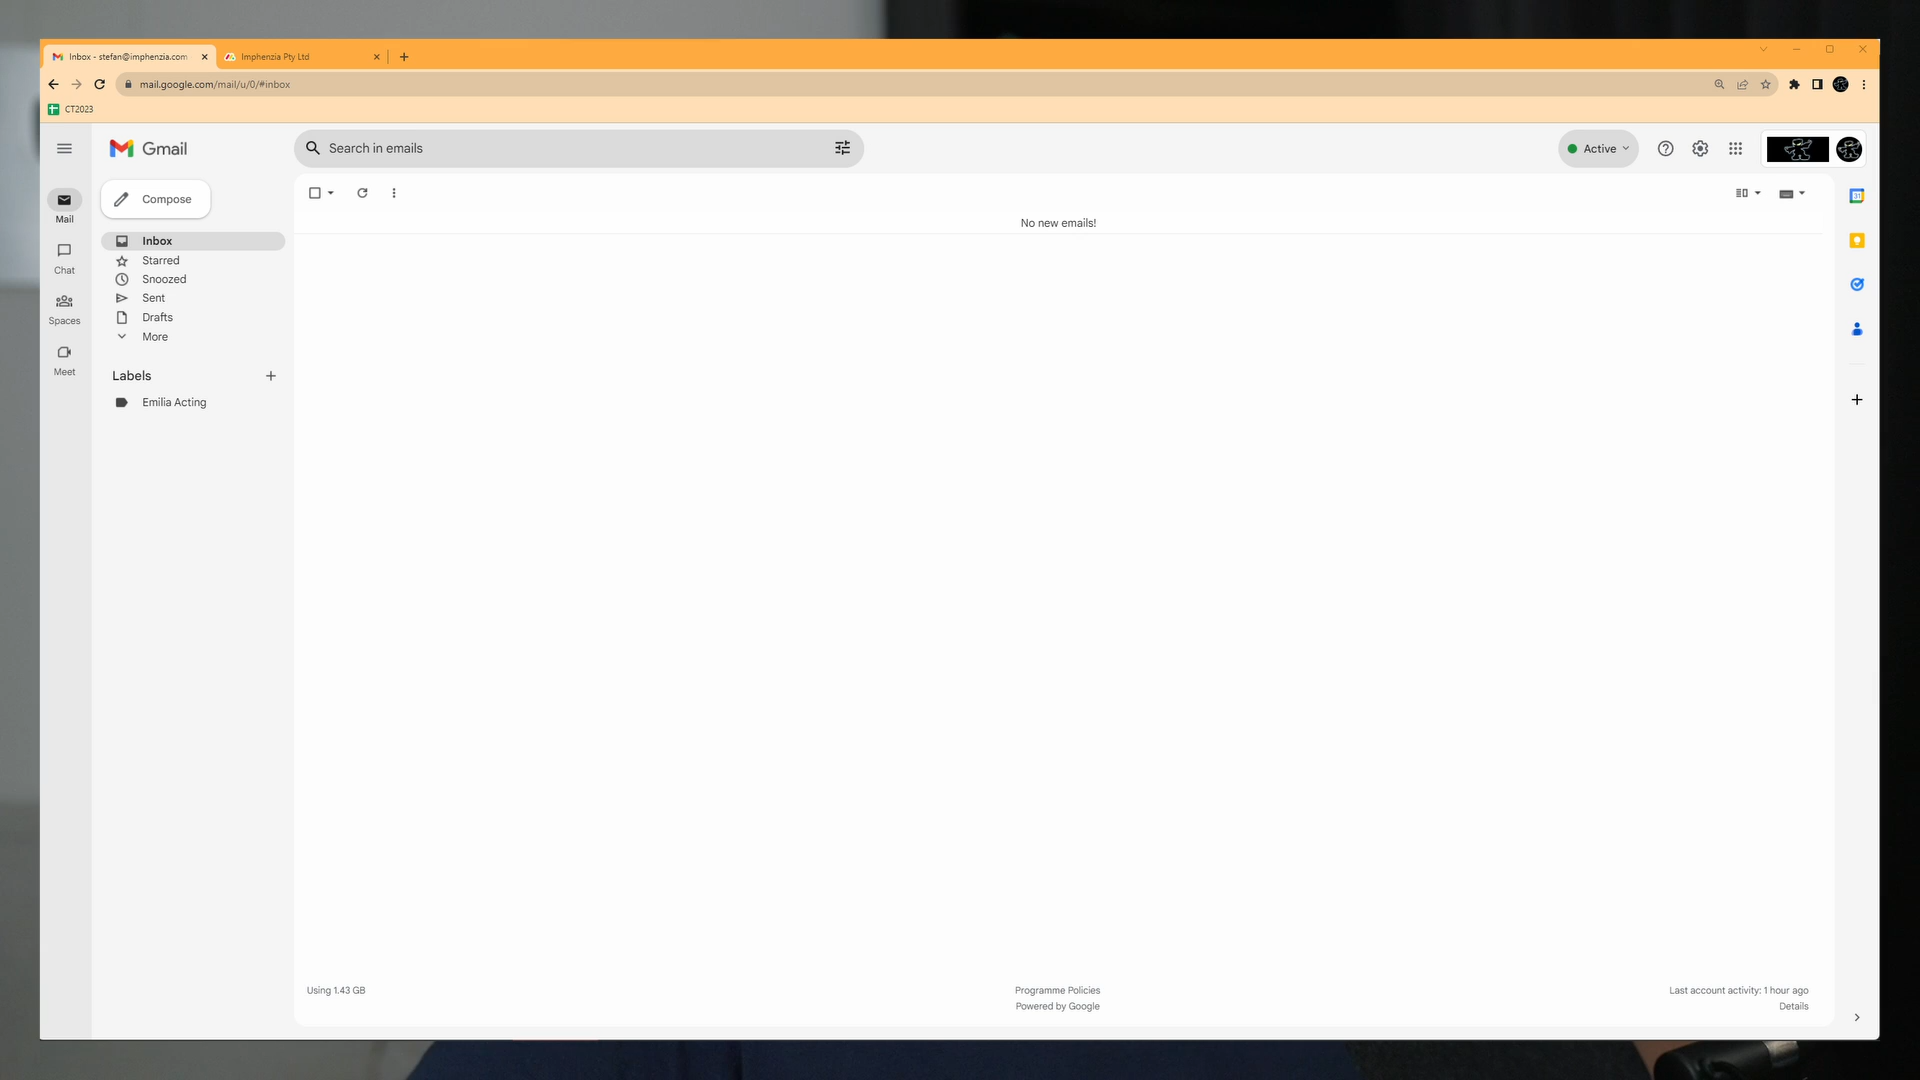 Inbox - stefan@imphenzia.com
Imphenzia Pty Ltd
mail.google.com/mail/u/0/#inbox
CT2023
Gmail
Search in emails
Active
Compose
Mail
Chat
Spaces
Meet
Inbox
Starred
Snoozed
Sent
Drafts
More
Labels
Emilia Acting
No new emails!
31
Using 1.43 GB
Programme Policies
Powered by Google
Last account activity: 1 hour ago
Details